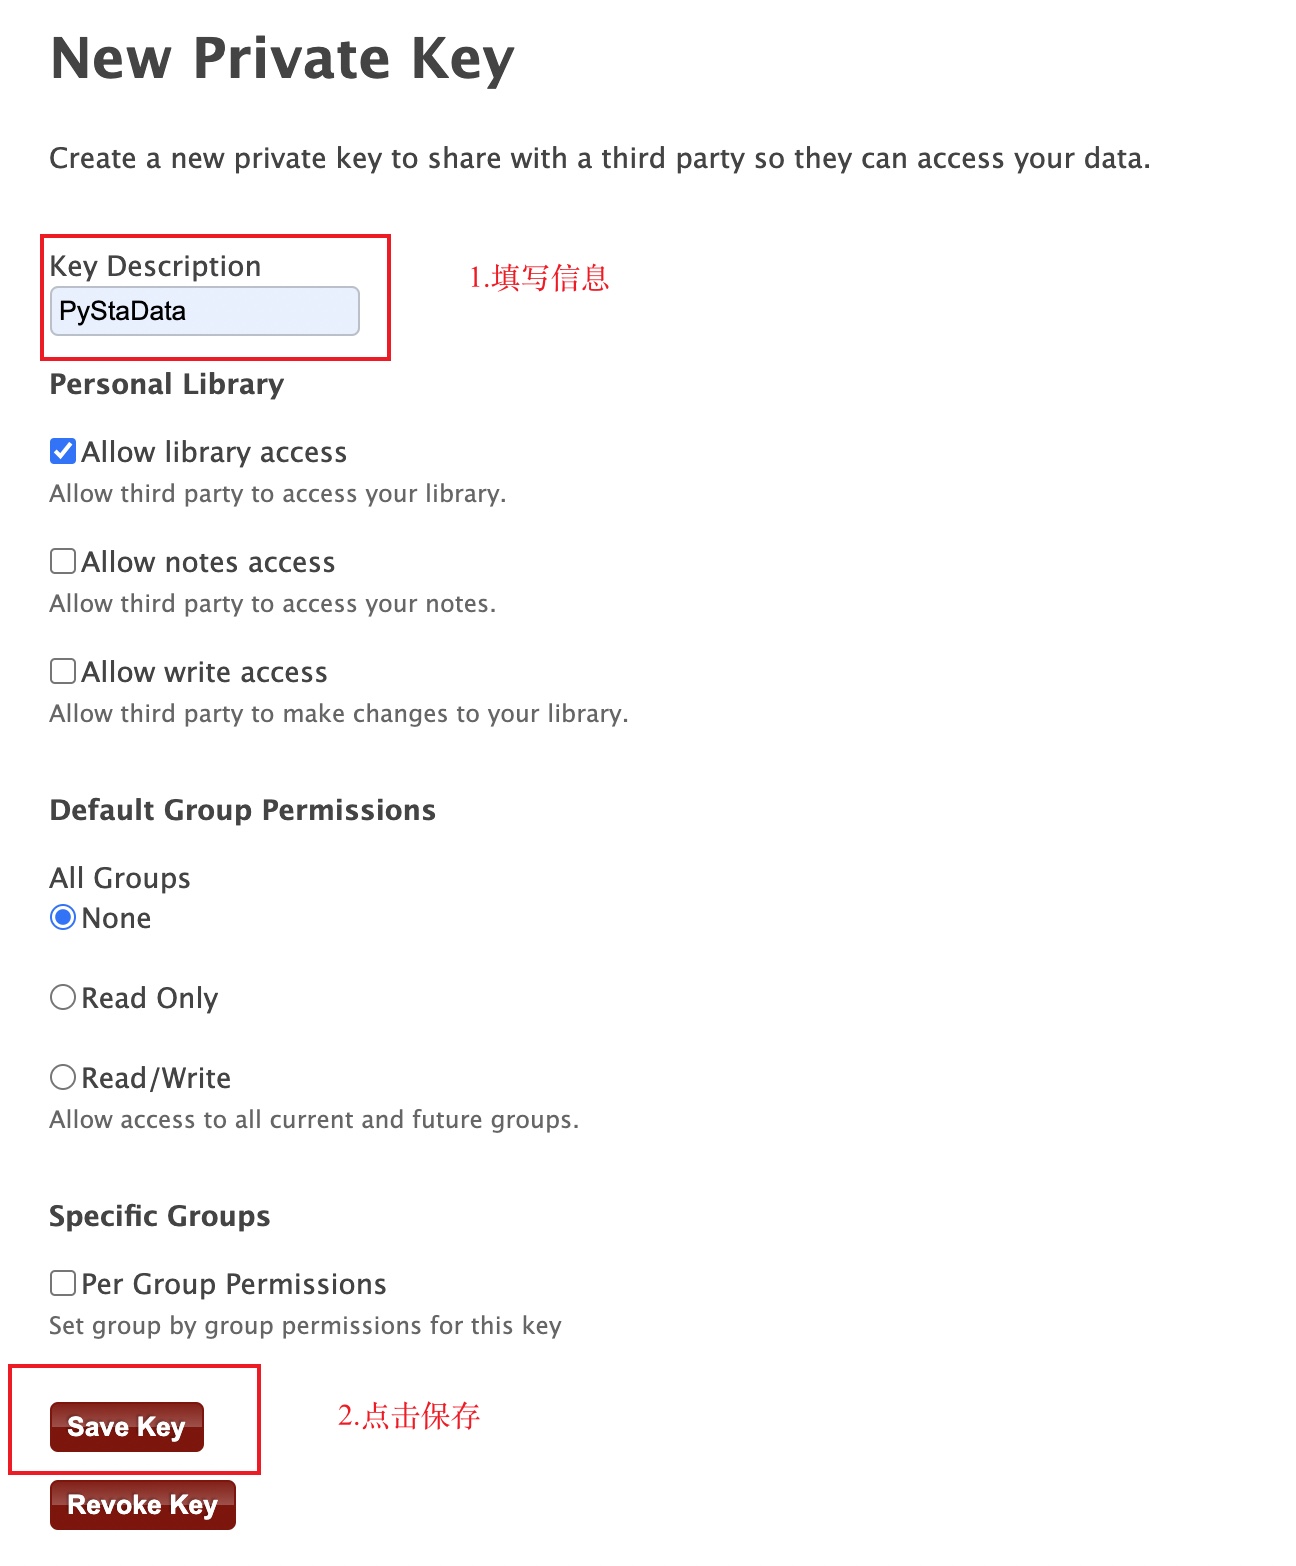 New Private Key
Create a new private key to share with a third party so they can access your data.
Key Description
1.填写信息
PyStaData
Personal Library
Allow library access
Allow third party to access your library.
Allow notes access
Allow third party to access your notes.
Allow write access
Allow third party to make changes to your library.
Default Group Permissions
All Groups
None
Read Only
Read/Write
Allow access to all current and future groups.
Specific Groups
Per Group Permissions
Set group by group permissions for this key
Save Key
2.点击保存
Revoke Key